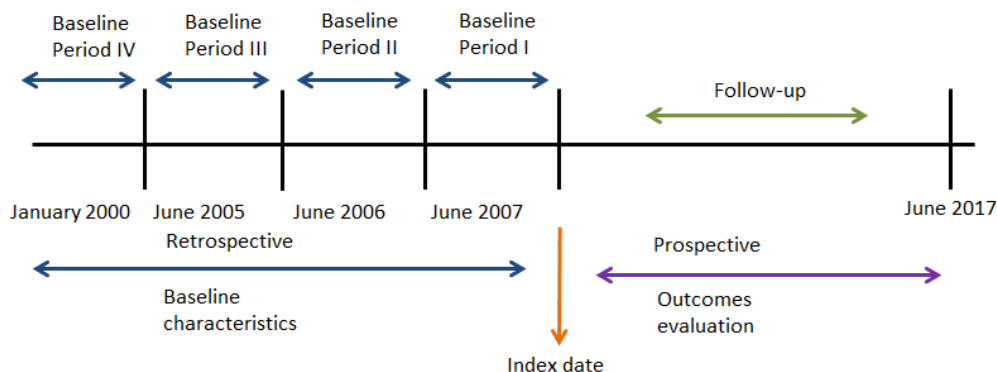 Baseline
Period IV
Baseline
Period III
Baseline
Period II
Baseline
Period I
Follow-up
January 2000
June 2005
June 2006
June 2007
June 2017
Retrospective
Prospective
Baseline
characteristics
Outcomes
evaluation
Index date